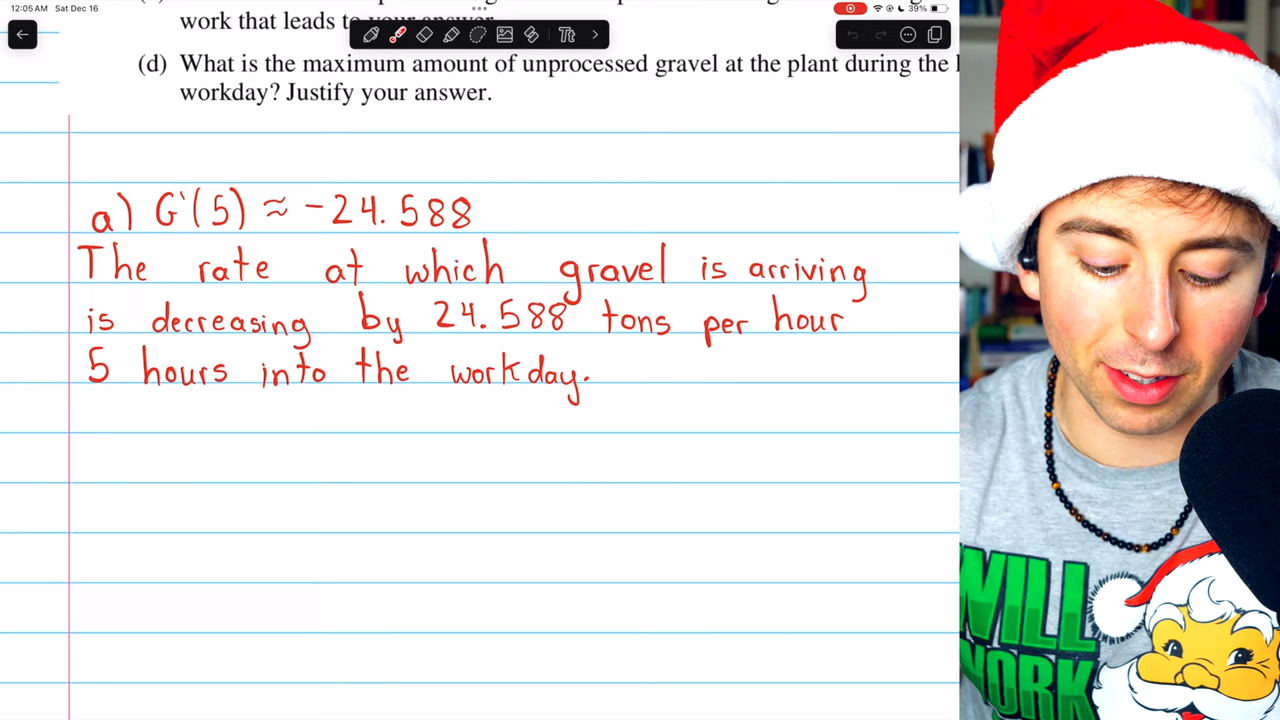 12:05 AM Sat Dec 16
39%
work that leads to your answer.
Tt
(d) What is the maximum amount of unprocessed gravel at the plant during the
workday? Justify your answer.
a) G'(5) ≈ -24.588
The rate at which gravel is arriving
is decreasing by 24.588 tons per hour
5 hours into the workday.
WILL
WORK